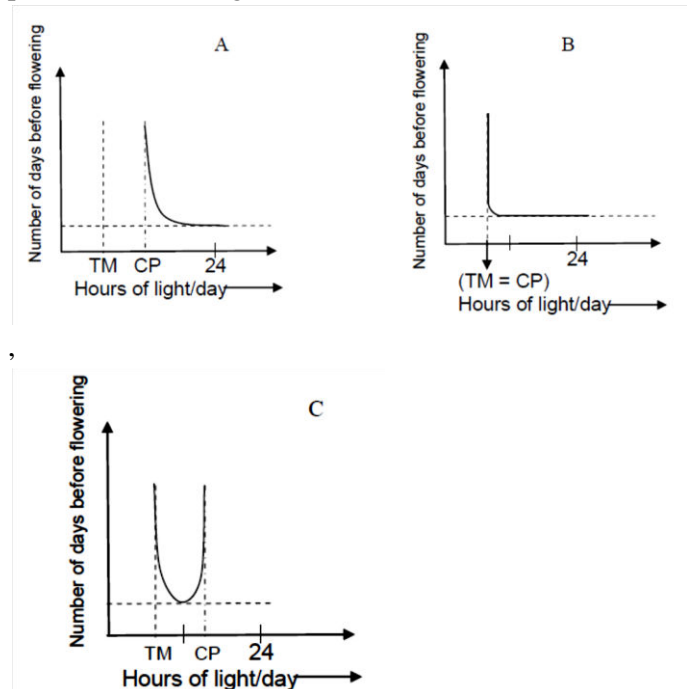 A
Number of days before flowering
TM CP 24
Hours of light/day
B
Number of days before flowering
24
(TM = CP)
Hours of light/day
,
C
Number of days before flowering
TM CP 24
Hours of light/day